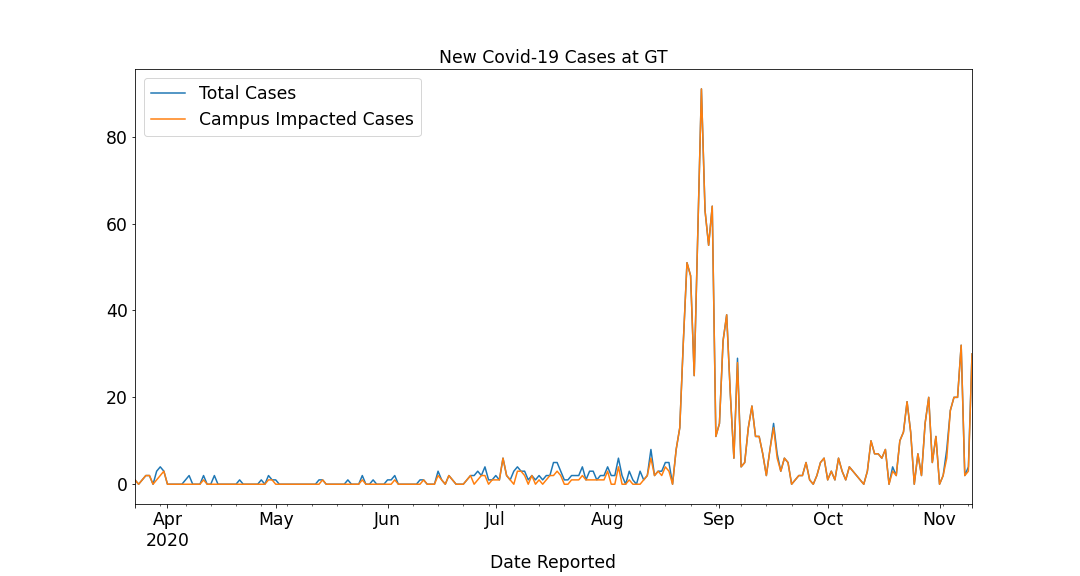 New Covid-19 Cases at GT
Total Cases
Campus Impacted Cases
80
60
40
20
0
Apr May Jun Jul Aug Sep Oct Nov
2020
Date Reported